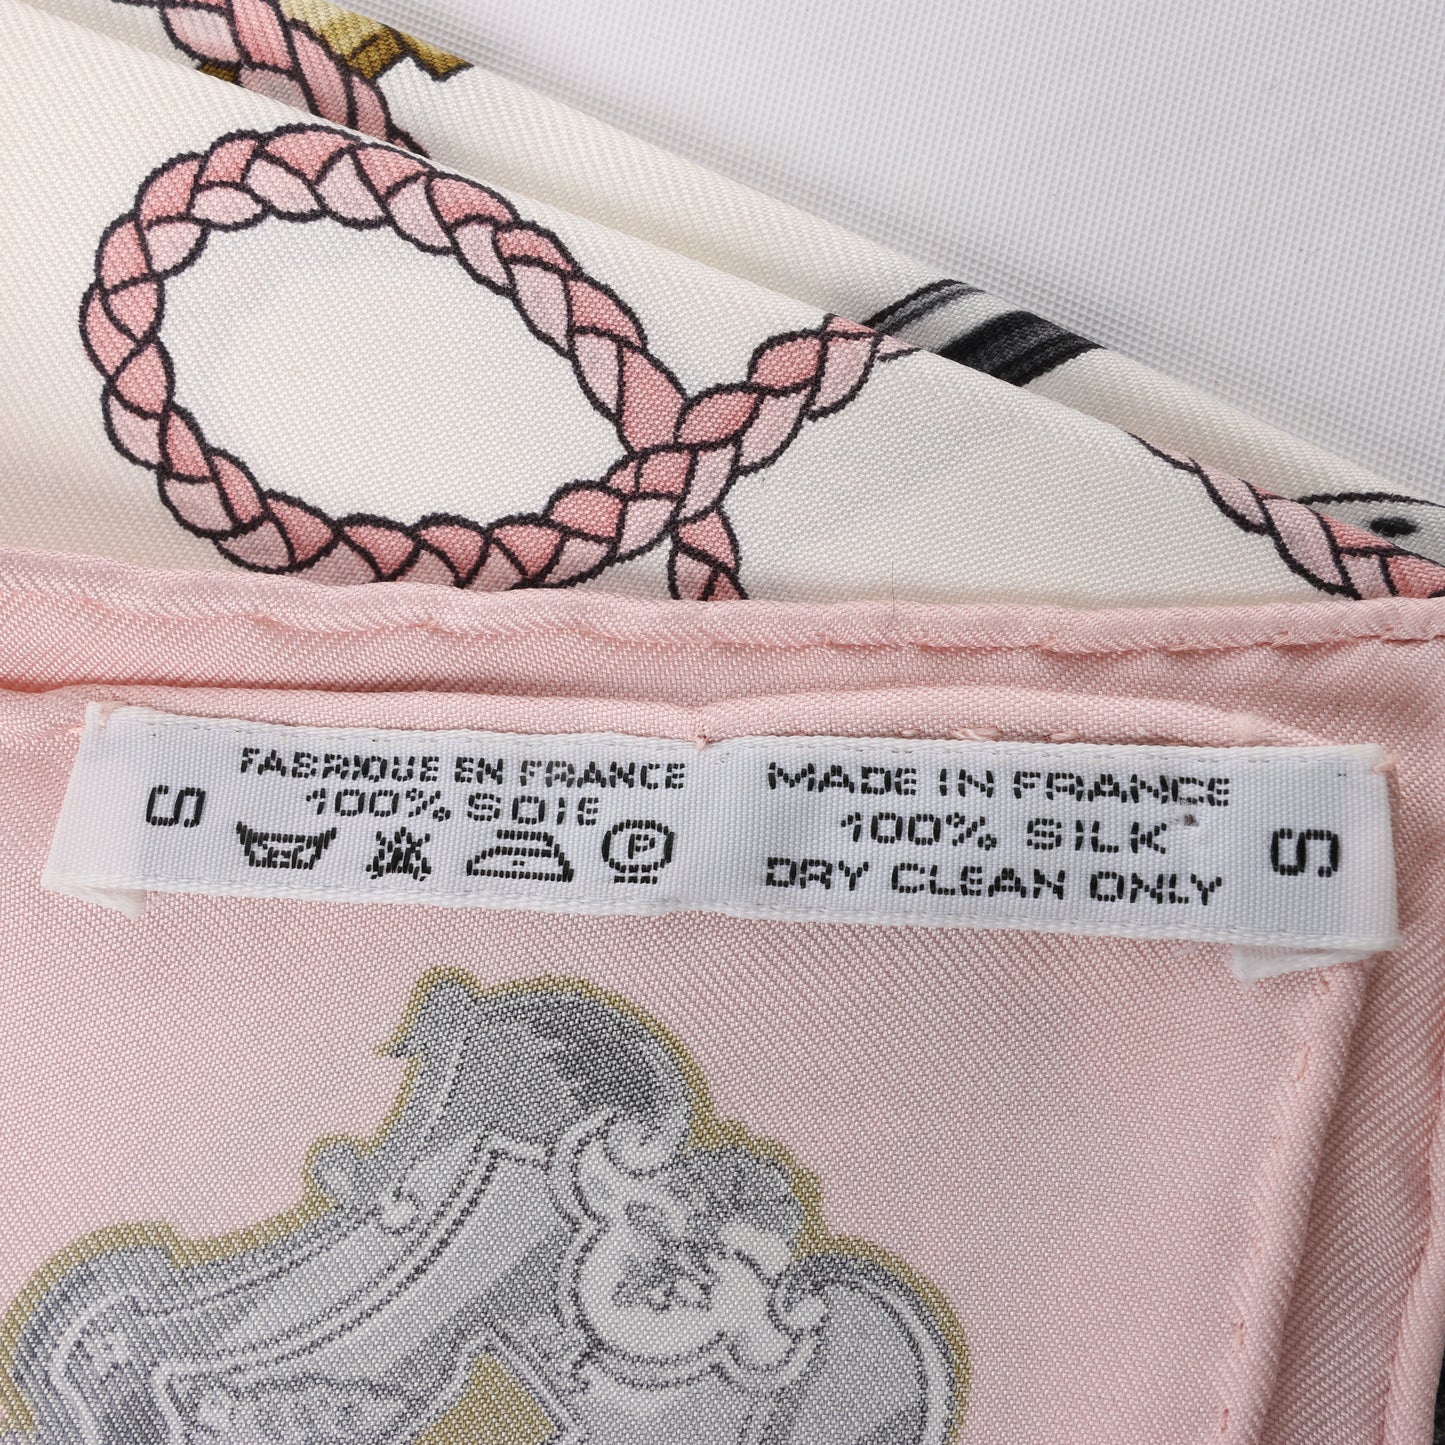 S
FABRIQUE EN FRANCE
100% SOIE
P
MADE IN FRANCE
100% SILK
DRY CLEAN ONLY
S